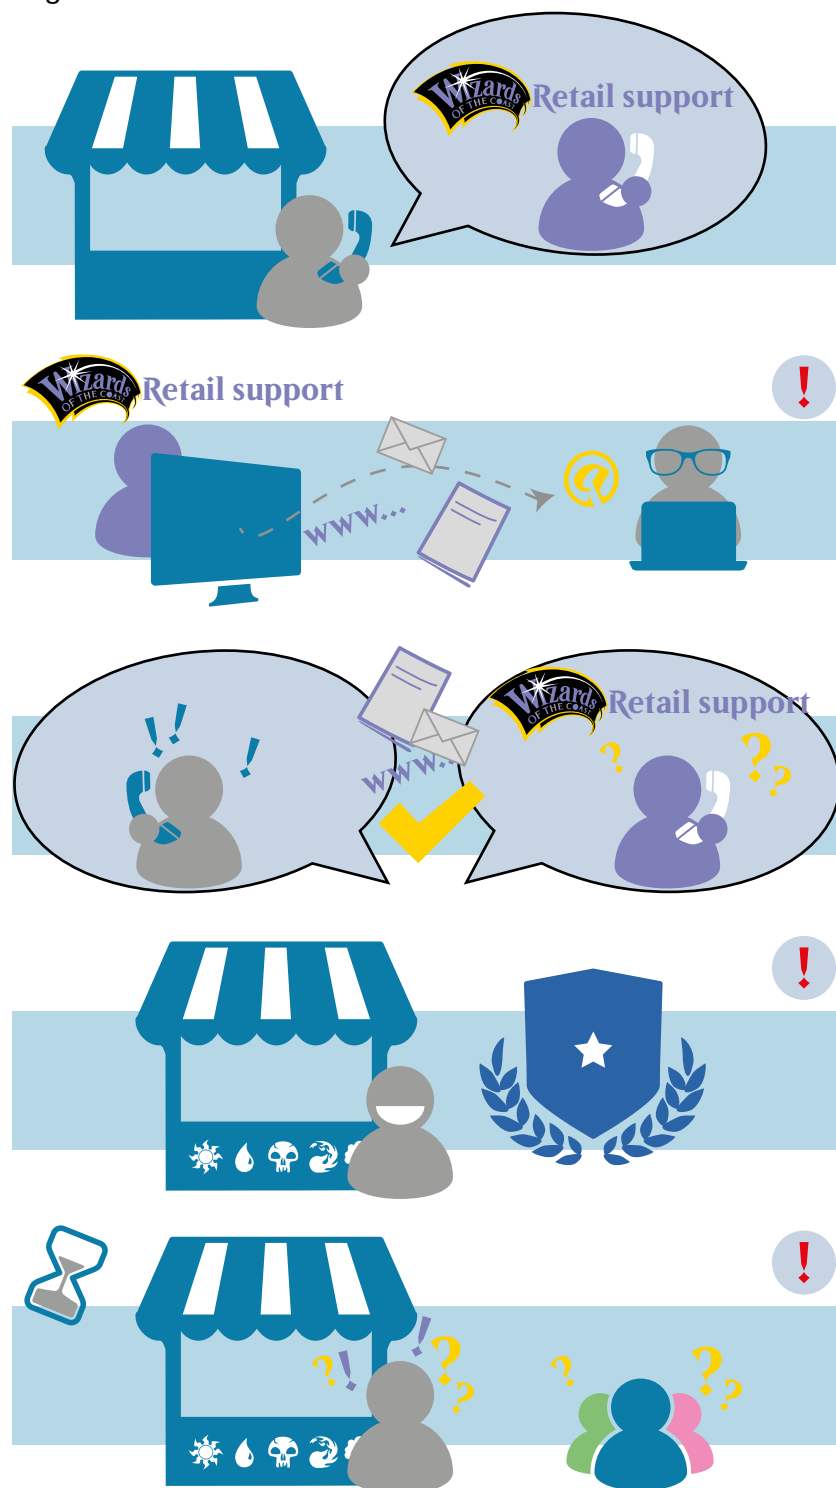 Wizards
OF THE COAST
Retail support
Wizards
OF THE COAST
Retail support
!
www...
@
! ! !
www...
Wizards
OF THE COAST
Retail support
? ? ?
!
!
? ! ! ? ?
? ? ?